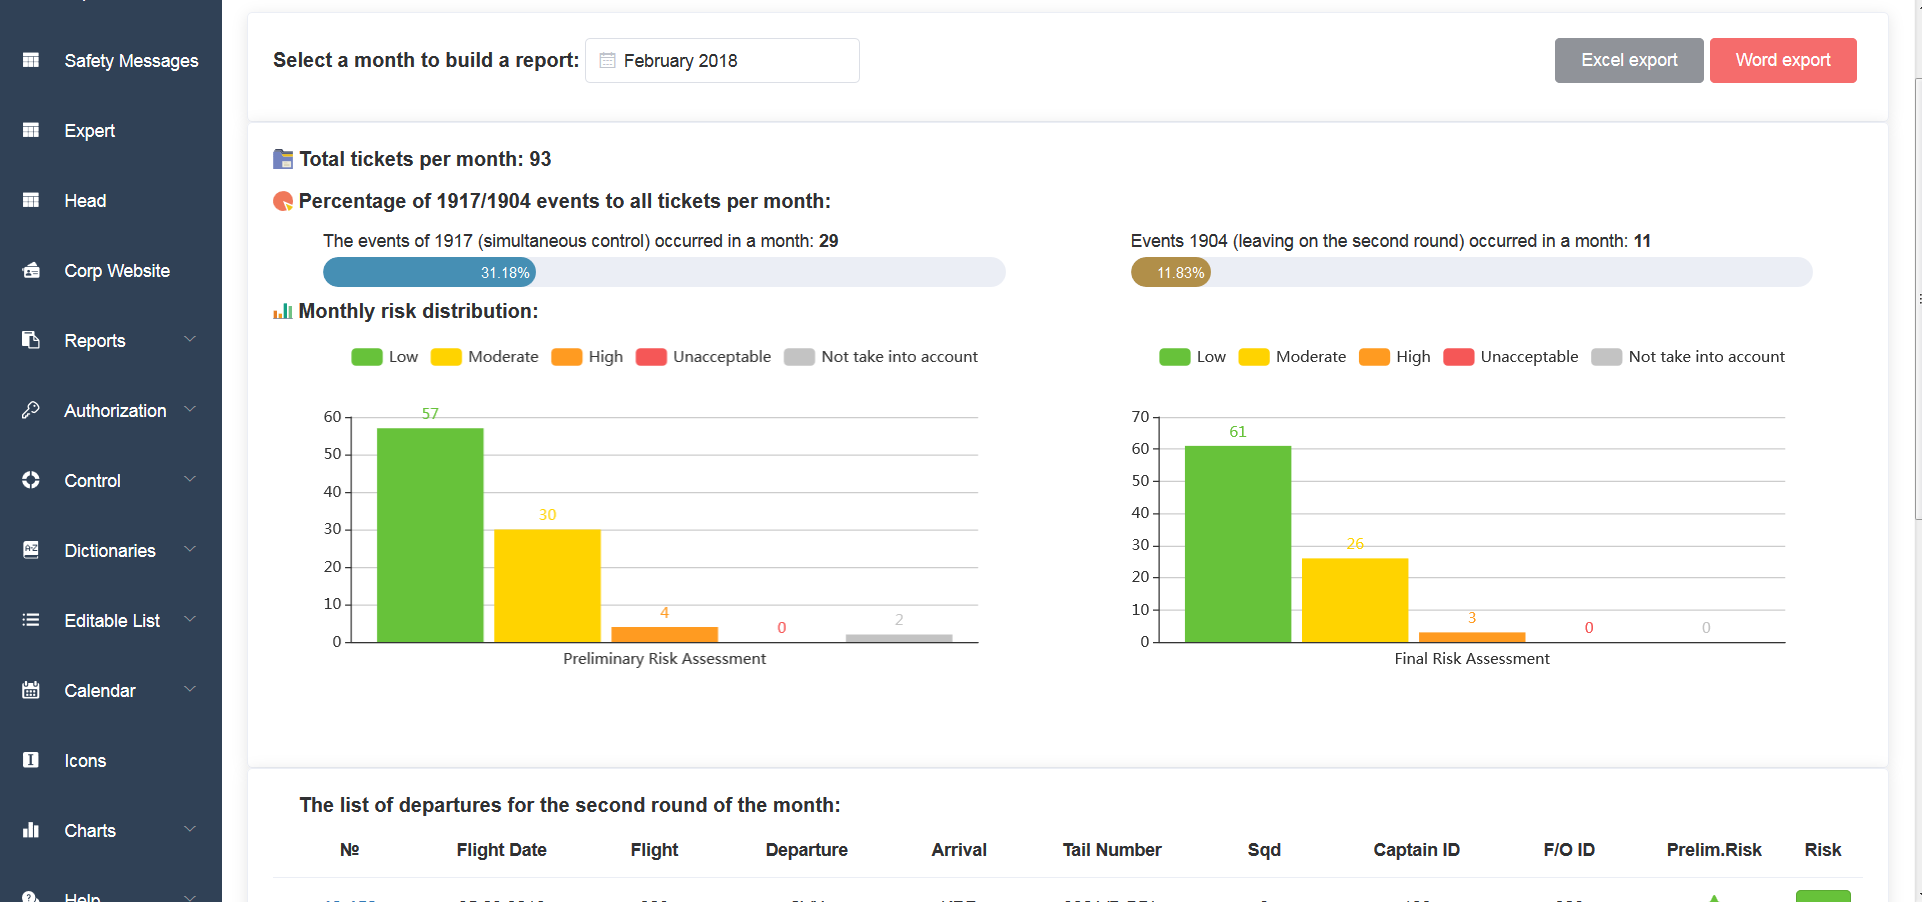 Safety Messages
Expert
Head
Corp Website
Reports
Authorization
Control
Dictionaries
Editable List
Calendar
Icons
Charts
Help
Select a month to build a report: February 2018
Excel export Word export
Total tickets per month: 93
Percentage of 1917/1904 events to all tickets per month:
The events of 1917 (simultaneous control) occurred in a month: 29
31.18%
Events 1904 (leaving on the second round) occurred in a month: 11
11.83%
Monthly risk distribution:
Low Moderate High Unacceptable Not take into account
60
50
40
30
20
10
0
57
30
4
0
2
Preliminary Risk Assessment
Low Moderate High Unacceptable Not take into account
70
60
50
40
30
20
10
0
61
26
3
0
0
Final Risk Assessment
The list of departures for the second round of the month:
№ Flight Date Flight Departure Arrival Tail Number Sqd Captain ID F/O ID Prelim.Risk Risk